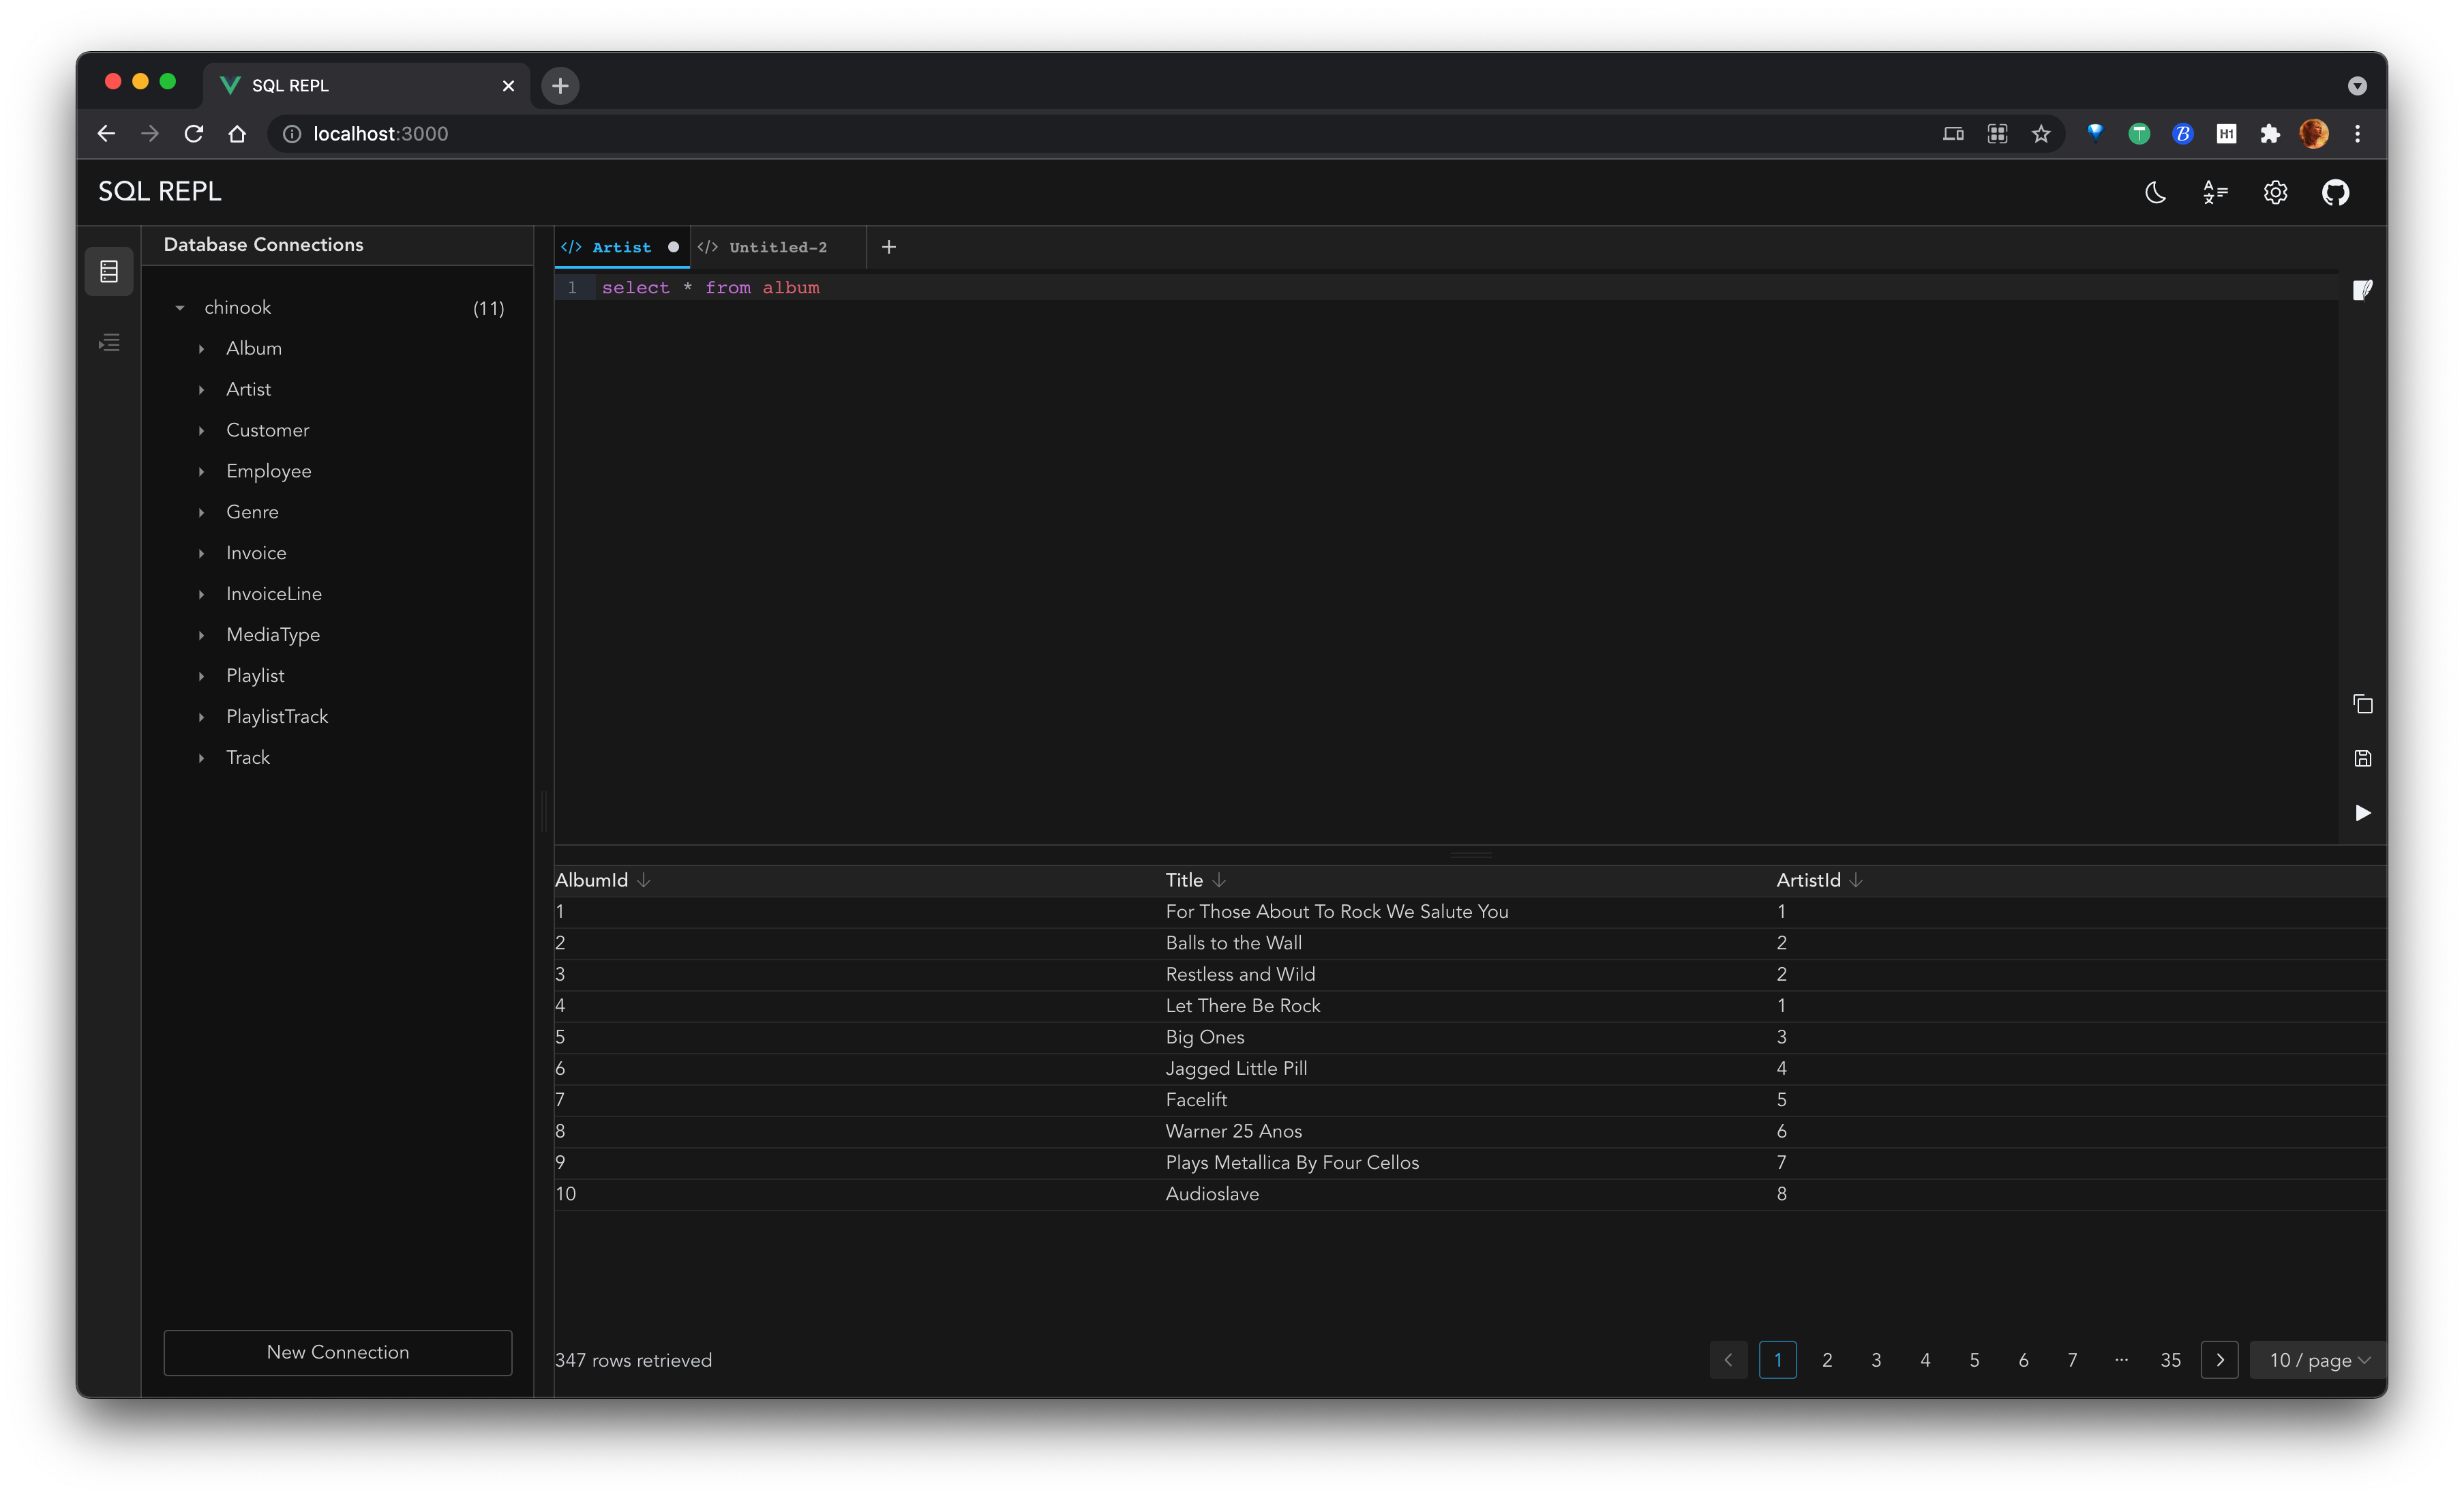 SQL REPL
localhost:3000
T B H1
SQL REPL
A文
Database Connections
chinook (11)
Album
Artist
Customer
Employee
Genre
Invoice
InvoiceLine
MediaType
Playlist
PlaylistTrack
Track
New Connection
</> Artist </> Untitled-2 +
1 select * from album
AlbumId Title ArtistId
1 For Those About To Rock We Salute You 1
2 Balls to the Wall 2
3 Restless and Wild 2
4 Let There Be Rock 1
5 Big Ones 3
6 Jagged Little Pill 4
7 Facelift 5
8 Warner 25 Anos 6
9 Plays Metallica By Four Cellos 7
10 Audioslave 8
347 rows retrieved
1 2 3 4 5 6 7 ··· 35 10 / page